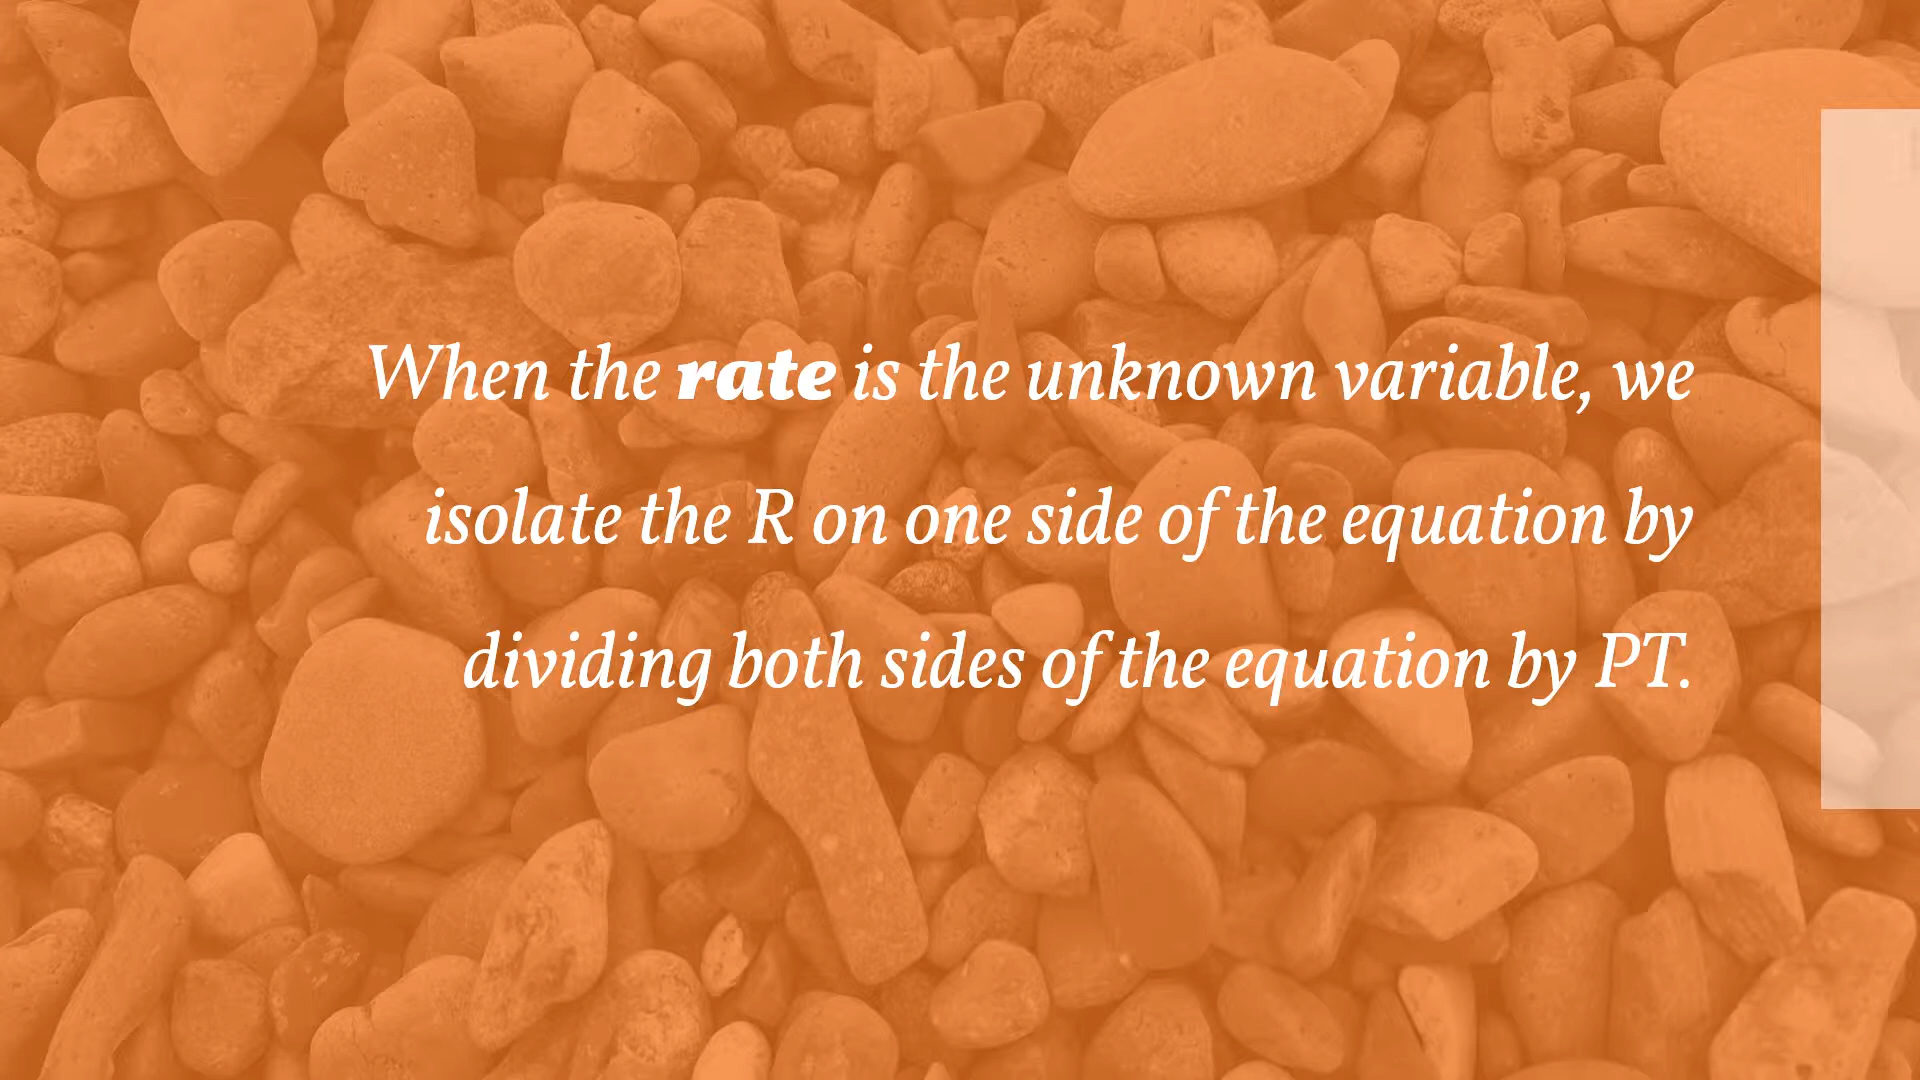 When the rate is the unknown variable, we
isolate the R on one side of the equation by
dividing both sides of the equation by PT.